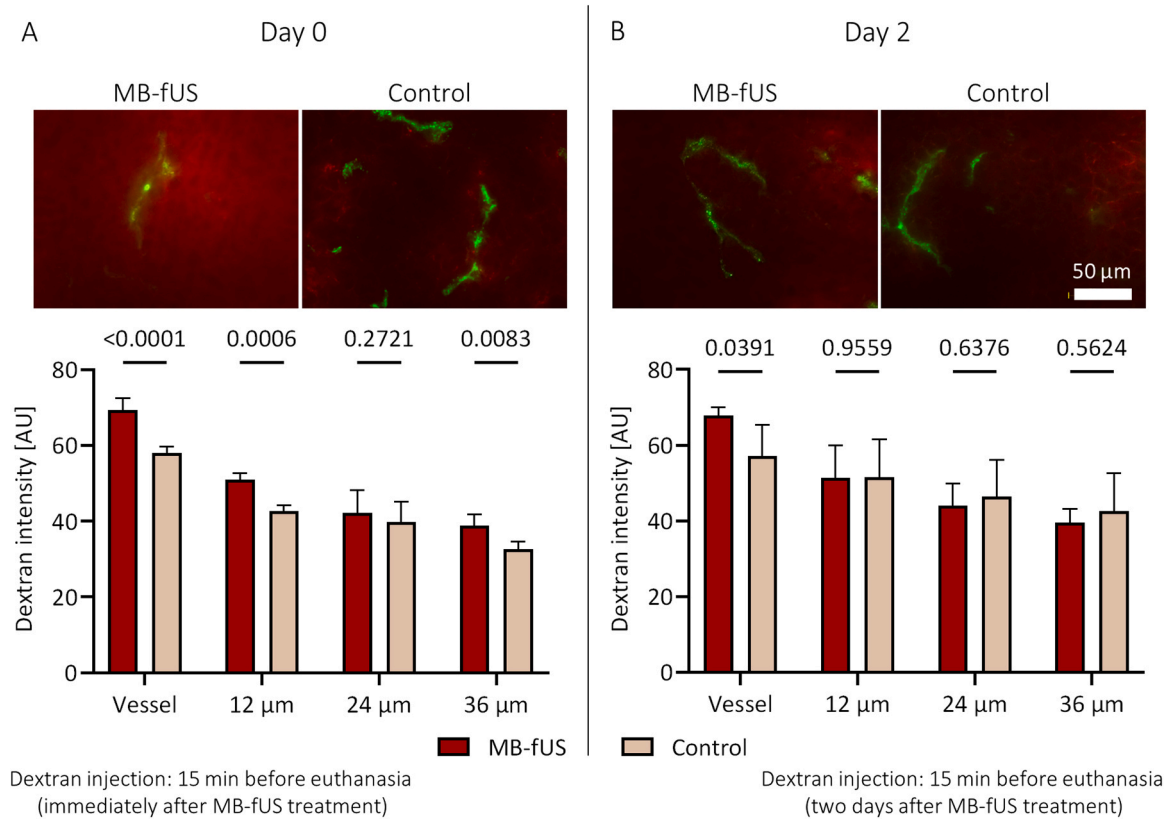 A
Day 0
MB-fUS
Control
<0.0001
0.0006
0.2721
0.0083
Dextran intensity [AU]
80
60
40
20
0
Vessel
12 µm
24 µm
36 µm
B
Day 2
MB-fUS
Control
50 µm
0.0391
0.9559
0.6376
0.5624
Dextran intensity [AU]
80
60
40
20
0
Vessel
12 µm
24 µm
36 µm
MB-fUS
Control
Dextran injection: 15 min before euthanasia
(immediately after MB-fUS treatment)
Dextran injection: 15 min before euthanasia
(two days after MB-fUS treatment)